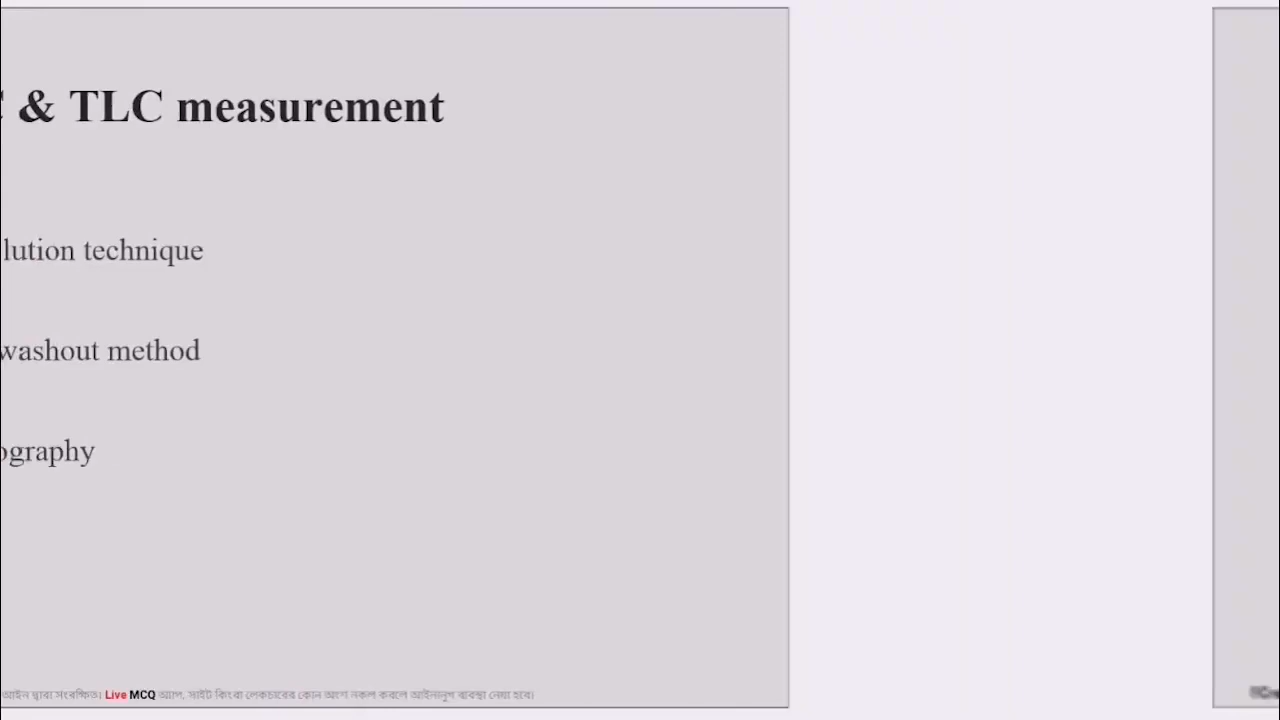 & TLC measurement
lution technique
washout method
ography
আইন দ্বারা সংরক্ষিত। Live MCQ অ্যাপ, সাইট কিংবা লেকচারের কোন অংশ নকল করলে আইনানুগ ব্যবস্থা নেয়া হবে।